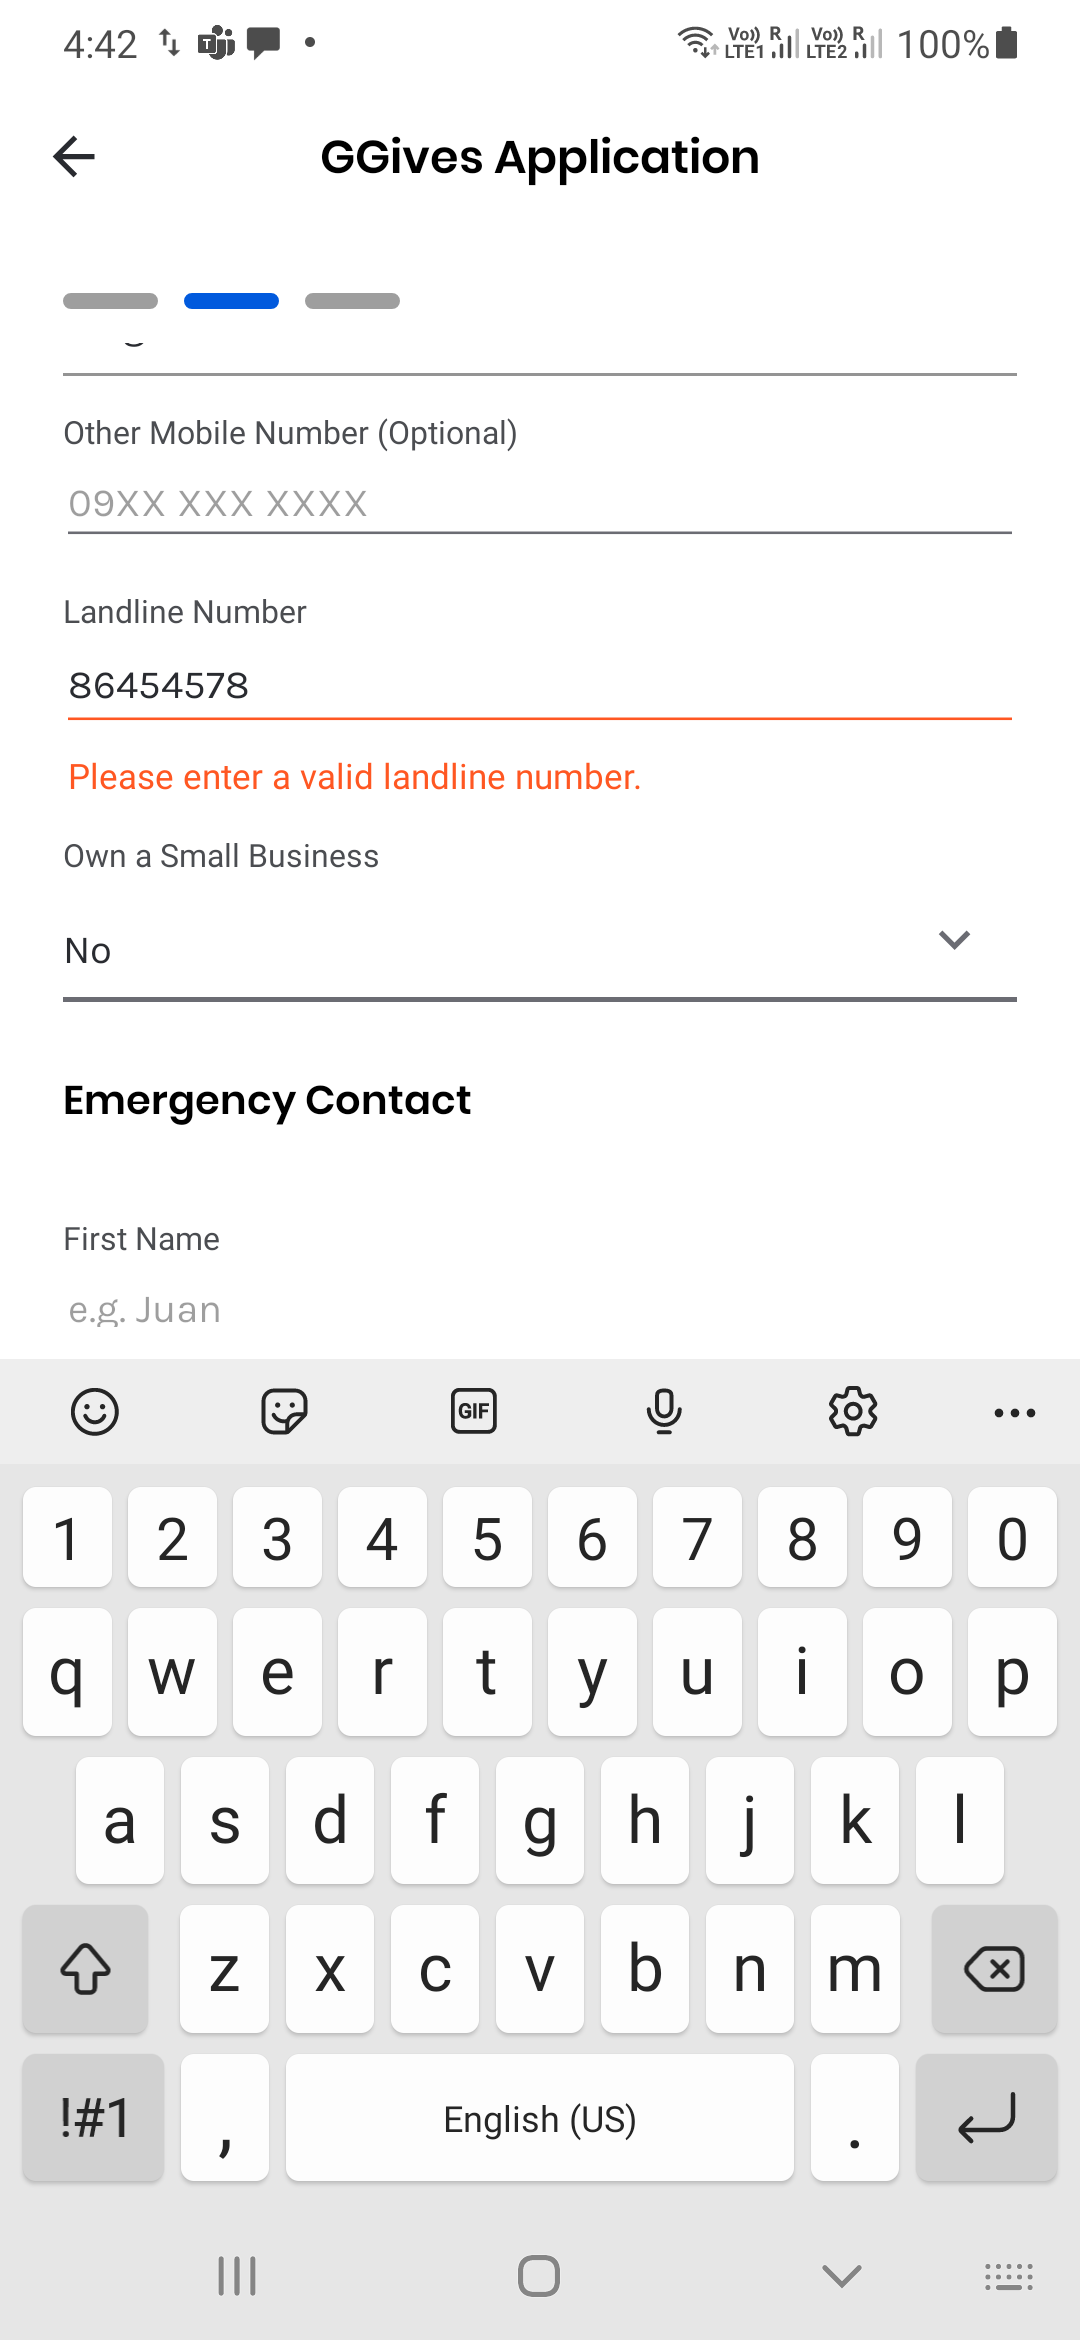 4:42 Vo)) R LTE1 Vo)) R LTE2 100%
GGives Application
Other Mobile Number (Optional)
09XX XXX XXXX
Landline Number
86454578
Please enter a valid landline number.
Own a Small Business
No
Emergency Contact
First Name
e.g. Juan
GIF
1 2 3 4 5 6 7 8 9 0
q w e r t y u i o p
a s d f g h j k l
z x c v b n m
!#1 , English (US) .